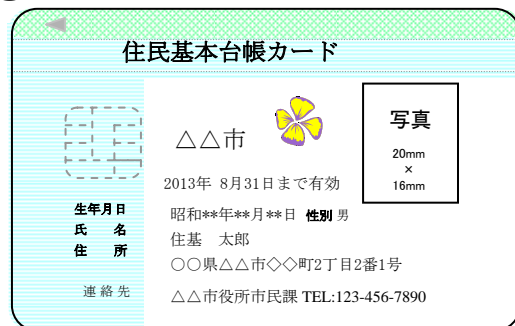 住民基本台帳カード
△△市
写真
20mm
×
16mm
2013年 8月31日まで有効
生年月日 昭和**年**月**日 性別 男
氏 名 住基 太郎
住 所 〇〇県△△市◇◇町2丁目2番1号
連絡先 △△市役所市民課 TEL:123-456-7890